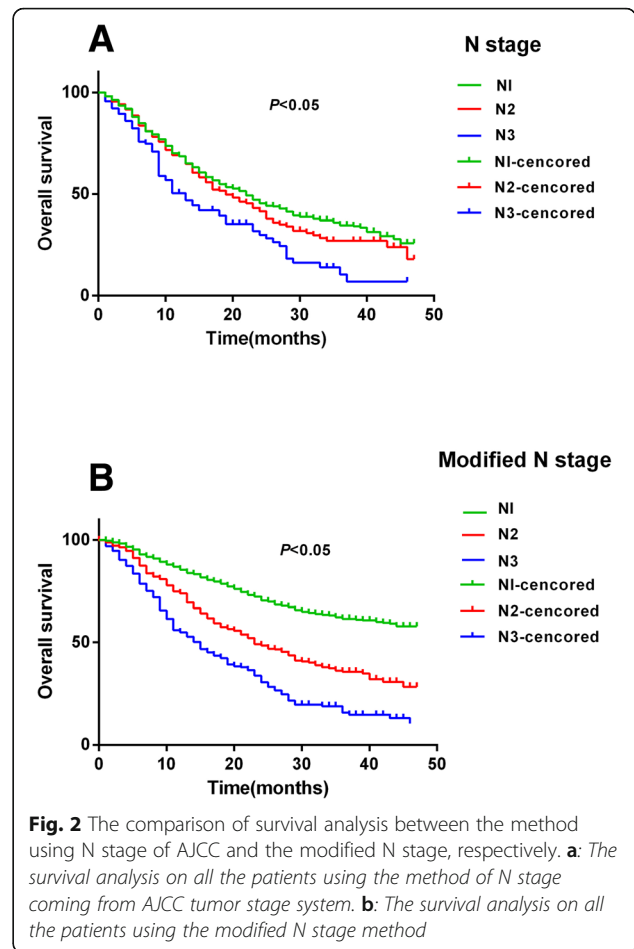 A
N stage
P<0.05
NI
N2
N3
NI-cencored
N2-cencored
N3-cencored
Overall survival
100
50
0
0 10 20 30 40 50
Time(months)
Modified N stage
B
P<0.05
NI
N2
N3
NI-cencored
N2-cencored
N3-cencored
Overall survival
100
50
0
0 10 20 30 40 50
Time(months)
Fig. 2 The comparison of survival analysis between the method
using N stage of AJCC and the modified N stage, respectively. a: The
survival analysis on all the patients using the method of N stage
coming from AJCC tumor stage system. b: The survival analysis on all
the patients using the modified N stage method